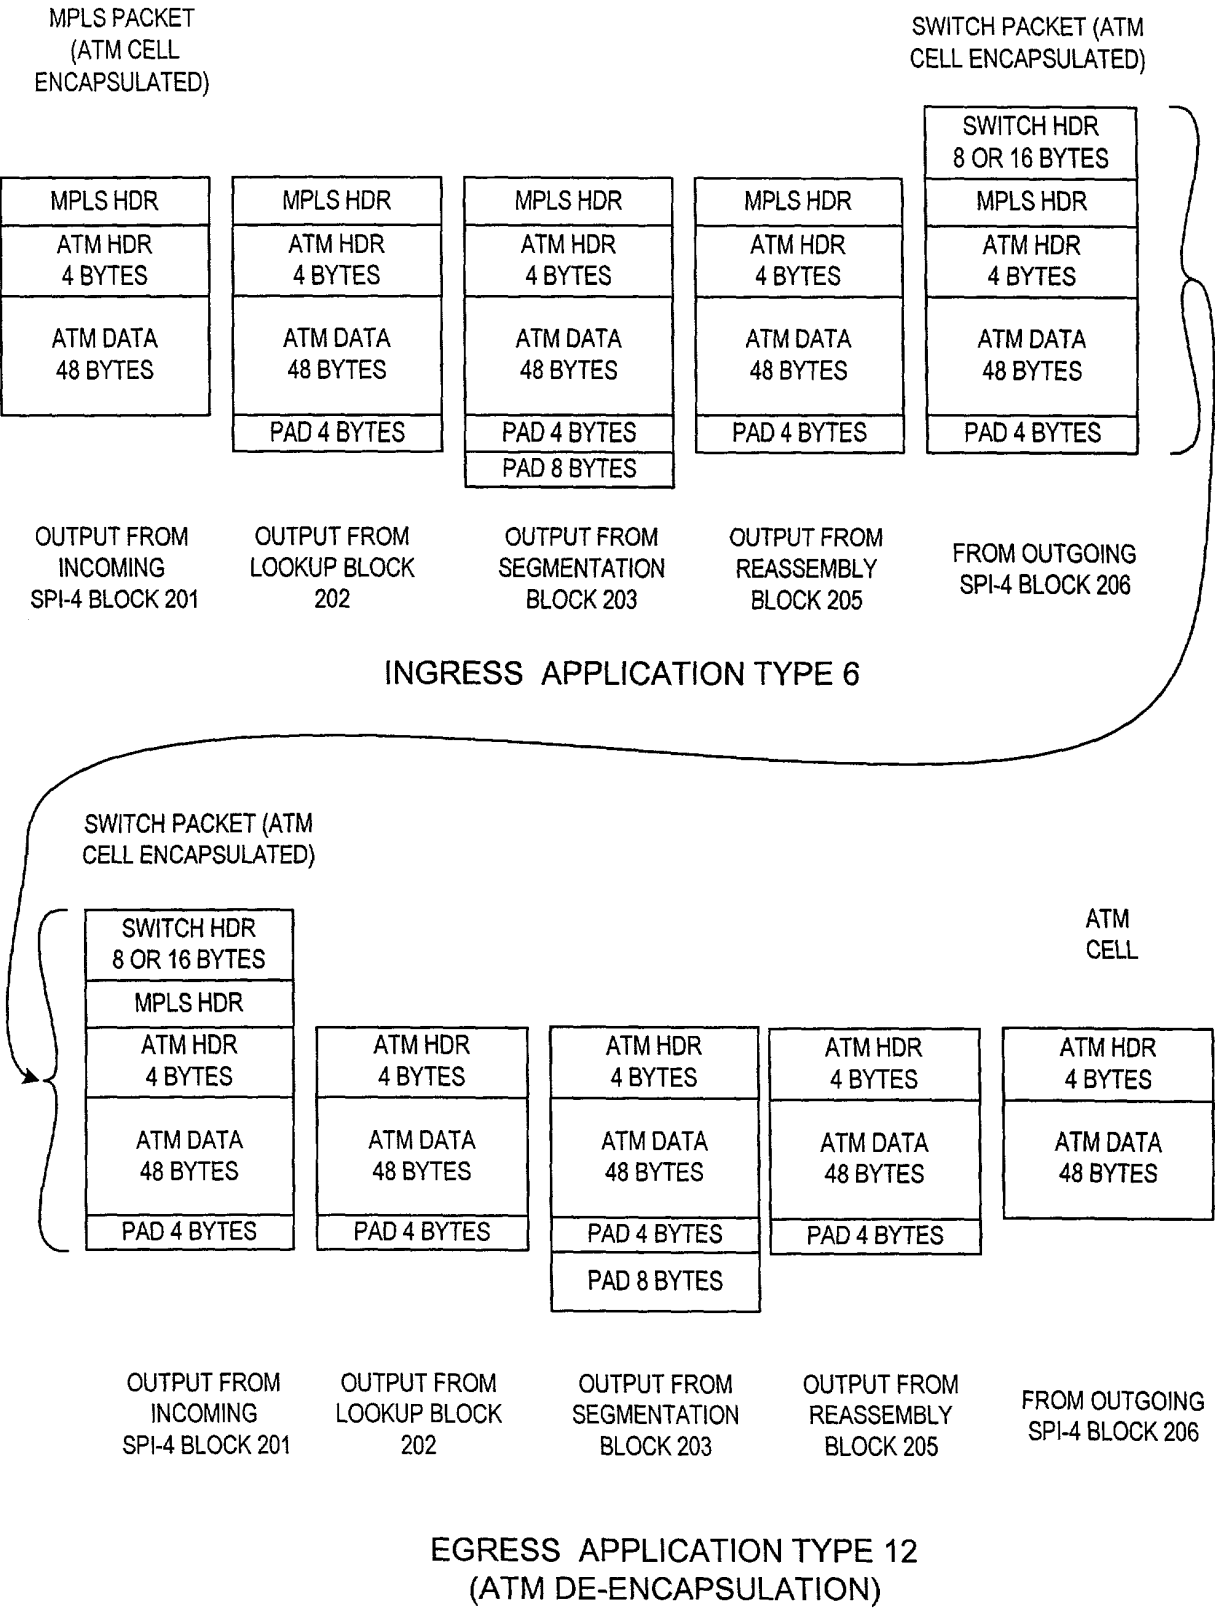 MPLS PACKET
(ATM CELL
ENCAPSULATED)
SWITCH PACKET (ATM
CELL ENCAPSULATED)
MPLS HDR
ATM HDR
4 BYTES
ATM DATA
48 BYTES
MPLS HDR
ATM HDR
4 BYTES
ATM DATA
48 BYTES
PAD 4 BYTES
MPLS HDR
ATM HDR
4 BYTES
ATM DATA
48 BYTES
PAD 4 BYTES
PAD 8 BYTES
MPLS HDR
ATM HDR
4 BYTES
ATM DATA
48 BYTES
PAD 4 BYTES
SWITCH HDR
8 OR 16 BYTES
MPLS HDR
ATM HDR
4 BYTES
ATM DATA
48 BYTES
PAD 4 BYTES
OUTPUT FROM
INCOMING
SPI-4 BLOCK 201
OUTPUT FROM
LOOKUP BLOCK
202
OUTPUT FROM
SEGMENTATION
BLOCK 203
OUTPUT FROM
REASSEMBLY
BLOCK 205
FROM OUTGOING
SPI-4 BLOCK 206
INGRESS APPLICATION TYPE 6
SWITCH PACKET (ATM
CELL ENCAPSULATED)
ATM
CELL
SWITCH HDR
8 OR 16 BYTES
MPLS HDR
ATM HDR
4 BYTES
ATM DATA
48 BYTES
PAD 4 BYTES
ATM HDR
4 BYTES
ATM DATA
48 BYTES
PAD 4 BYTES
ATM HDR
4 BYTES
ATM DATA
48 BYTES
PAD 4 BYTES
PAD 8 BYTES
ATM HDR
4 BYTES
ATM DATA
48 BYTES
PAD 4 BYTES
ATM HDR
4 BYTES
ATM DATA
48 BYTES
OUTPUT FROM
INCOMING
SPI-4 BLOCK 201
OUTPUT FROM
LOOKUP BLOCK
202
OUTPUT FROM
SEGMENTATION
BLOCK 203
OUTPUT FROM
REASSEMBLY
BLOCK 205
FROM OUTGOING
SPI-4 BLOCK 206
EGRESS APPLICATION TYPE 12
(ATM DE-ENCAPSULATION)